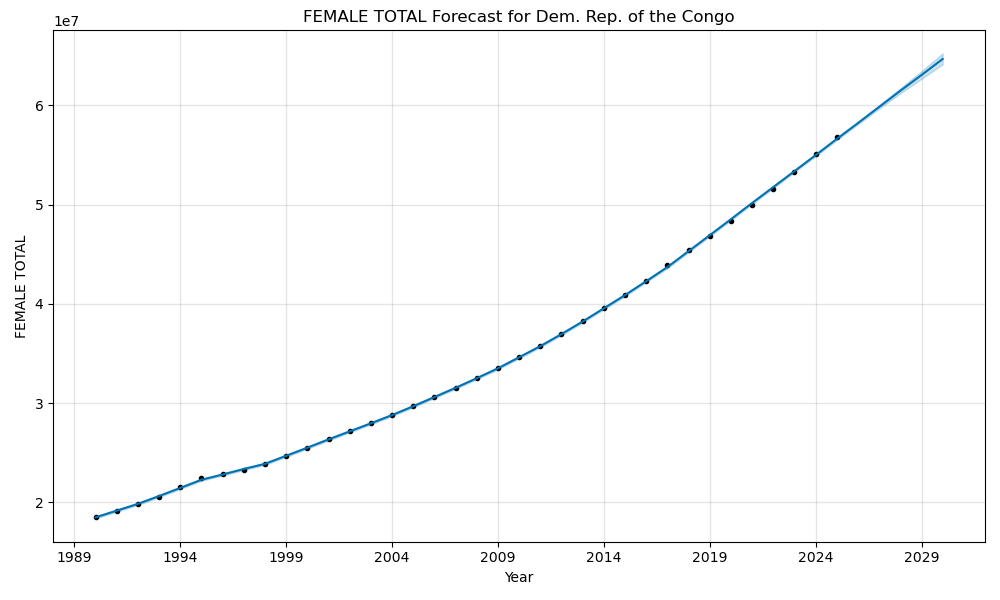 FEMALE TOTAL Forecast for Dem. Rep. of the Congo
1e7
6
5
4
3
2
FEMALE TOTAL
1989 1994 1999 2004 2009 2014 2019 2024 2029
Year